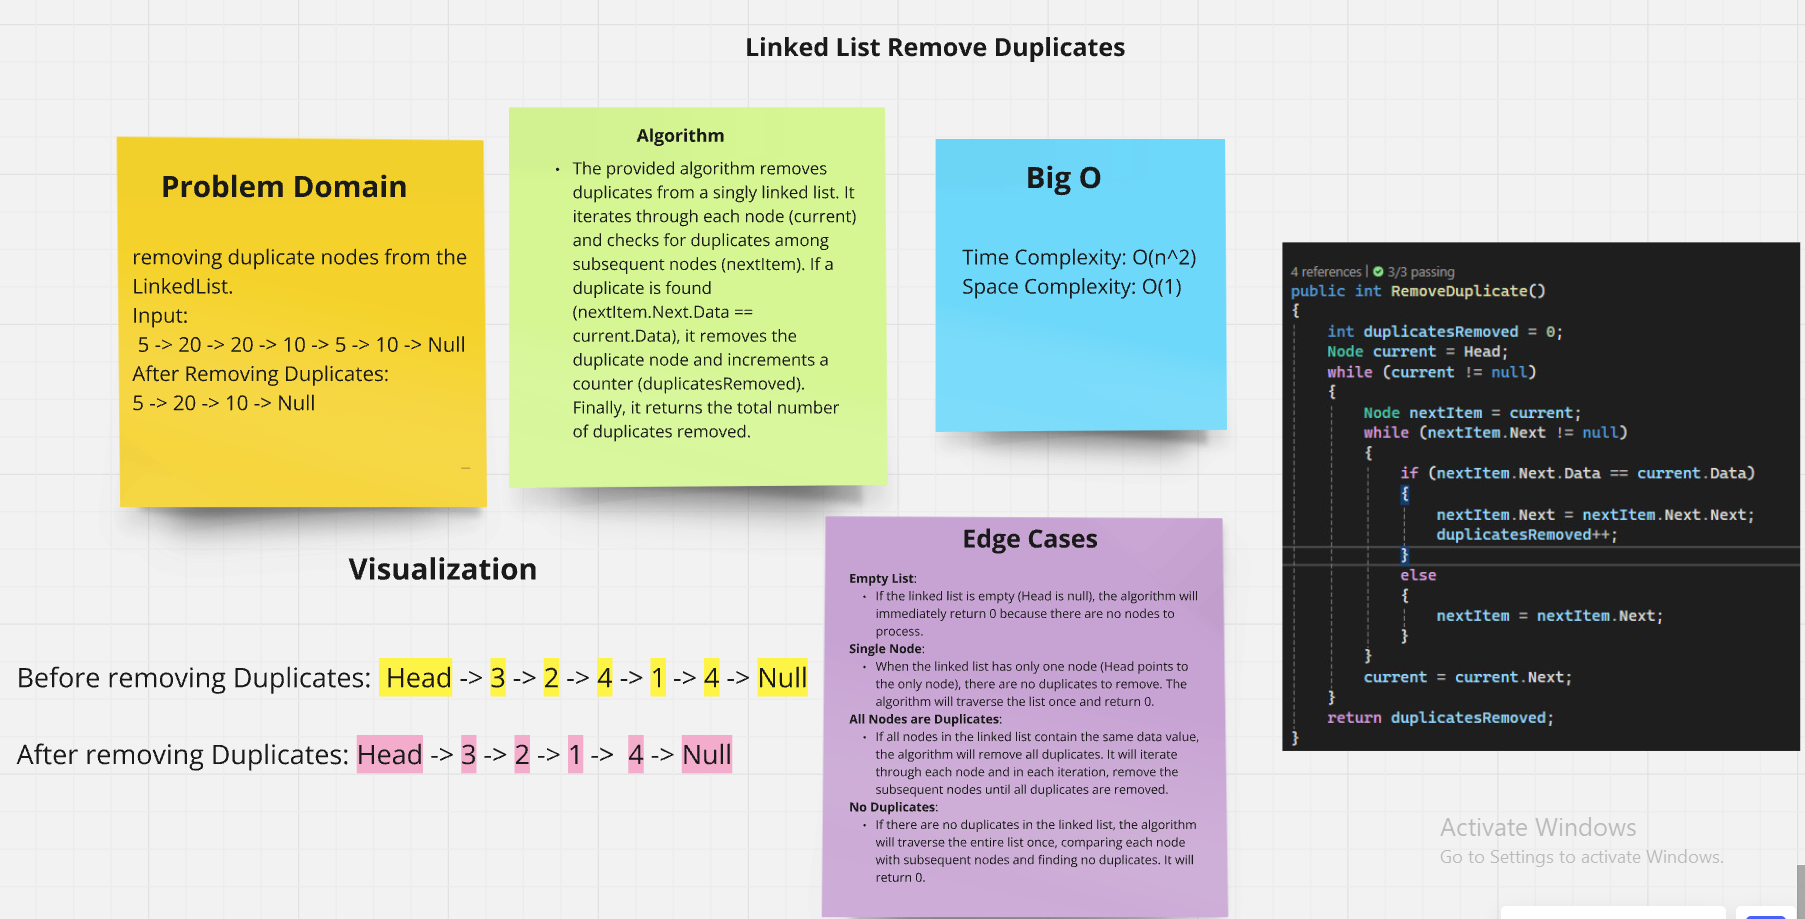 Linked List Remove Duplicates
Problem Domain
removing duplicate nodes from the
LinkedList.
Input:
5 -> 20 -> 20 -> 10 -> 5 -> 10 -> Null
After Removing Duplicates:
5 -> 20 -> 10 -> Null
Algorithm
• The provided algorithm removes
duplicates from a singly linked list. It
iterates through each node (current)
and checks for duplicates among
subsequent nodes (nextItem). If a
duplicate is found
(nextItem.Next.Data ==
current.Data), it removes the
duplicate node and increments a
counter (duplicatesRemoved).
Finally, it returns the total number
of duplicates removed.
Big O
Time Complexity: O(n^2)
Space Complexity: O(1)
4 references | 3/3 passing
public int RemoveDuplicate()
{
int duplicatesRemoved = 0;
Node current = Head;
while (current != null)
{
Node nextItem = current;
while (nextItem.Next != null)
{
if (nextItem.Next.Data == current.Data)
{
nextItem.Next = nextItem.Next.Next;
duplicatesRemoved++;
}
else
{
nextItem = nextItem.Next;
}
}
current = current.Next;
}
return duplicatesRemoved;
}
Visualization
Before removing Duplicates: Head -> 3 -> 2 -> 4 -> 1 -> 4 -> Null
After removing Duplicates: Head -> 3 -> 2 -> 1 -> 4 -> Null
Edge Cases
Empty List:
• If the linked list is empty (Head is null), the algorithm will
immediately return 0 because there are no nodes to
process.
Single Node:
• When the linked list has only one node (Head points to
the only node), there are no duplicates to remove. The
algorithm will traverse the list once and return 0.
All Nodes are Duplicates:
• If all nodes in the linked list contain the same data value,
the algorithm will remove all duplicates. It will iterate
through each node and in each iteration, remove the
subsequent nodes until all duplicates are removed.
No Duplicates:
• If there are no duplicates in the linked list, the algorithm
will traverse the entire list once, comparing each node
with subsequent nodes and finding no duplicates. It will
return 0.
Activate Windows
Go to Settings to activate Windows.